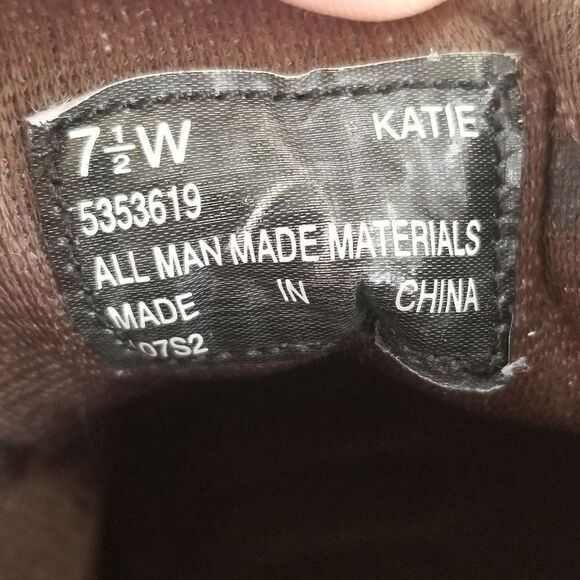 7½W KATIE
5353619
ALL MAN MADE MATERIALS
MADE IN CHINA
07S2